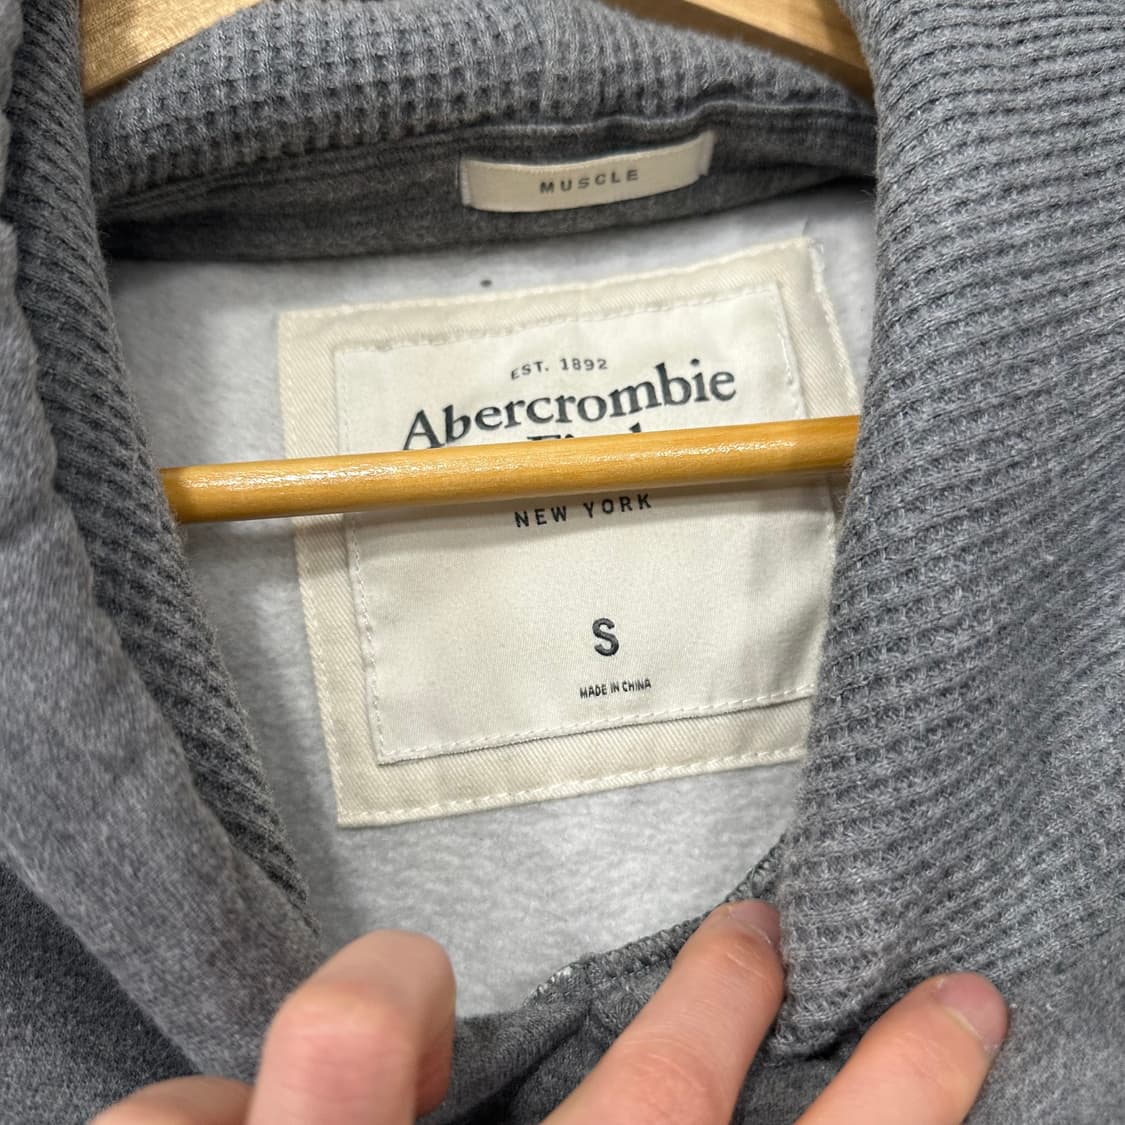 MUSCLE
EST. 1892
Abercrombie
NEW YORK
S
MADE IN CHINA